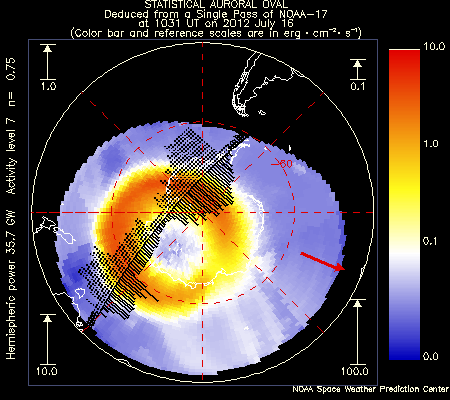 STATISTICAL AURORAL OVAL
Deduced from a Single Pass of NOAA-17
at 1031 UT on 2012 July 16
(Color bar and reference scales are in erg · cm⁻² · s⁻¹)
Hemispheric power 35.7 GW Activity level 7 n= 0.75
1.0
0.1
-60
10.0
100.0
10.0
1.0
0.1
0.0
NOAA Space Weather Prediction Center